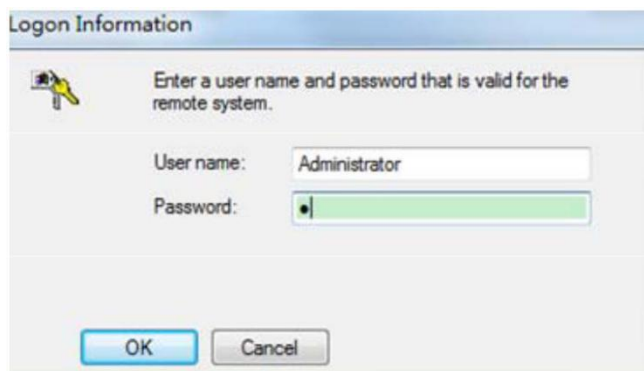 Logon Information
Enter a user name and password that is valid for the
remote system.
User name: Administrator
Password: ●
OK Cancel